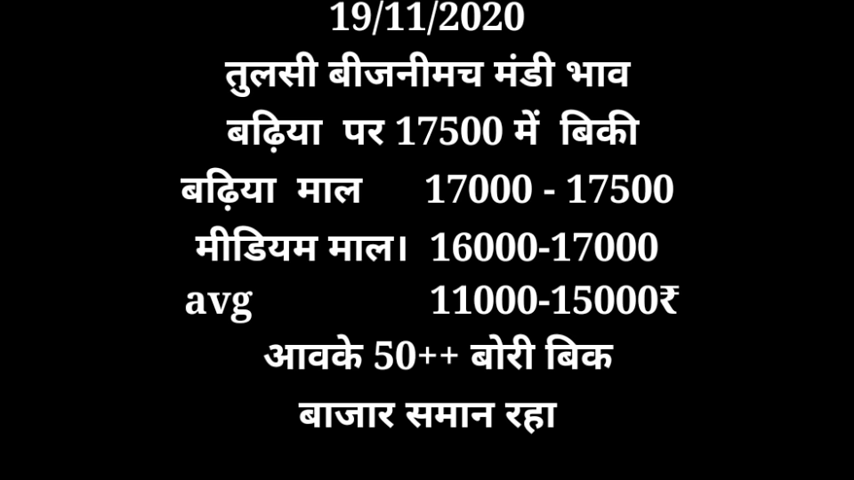 19/11/2020
तुलसी बीजनीमच मंडी भाव
बढ़िया पर 17500 में बिकी
बढ़िया माल 17000 - 17500
मीडियम माल। 16000-17000
avg 11000-15000₹
आवके 50++ बोरी बिक
बाजार समान रहा